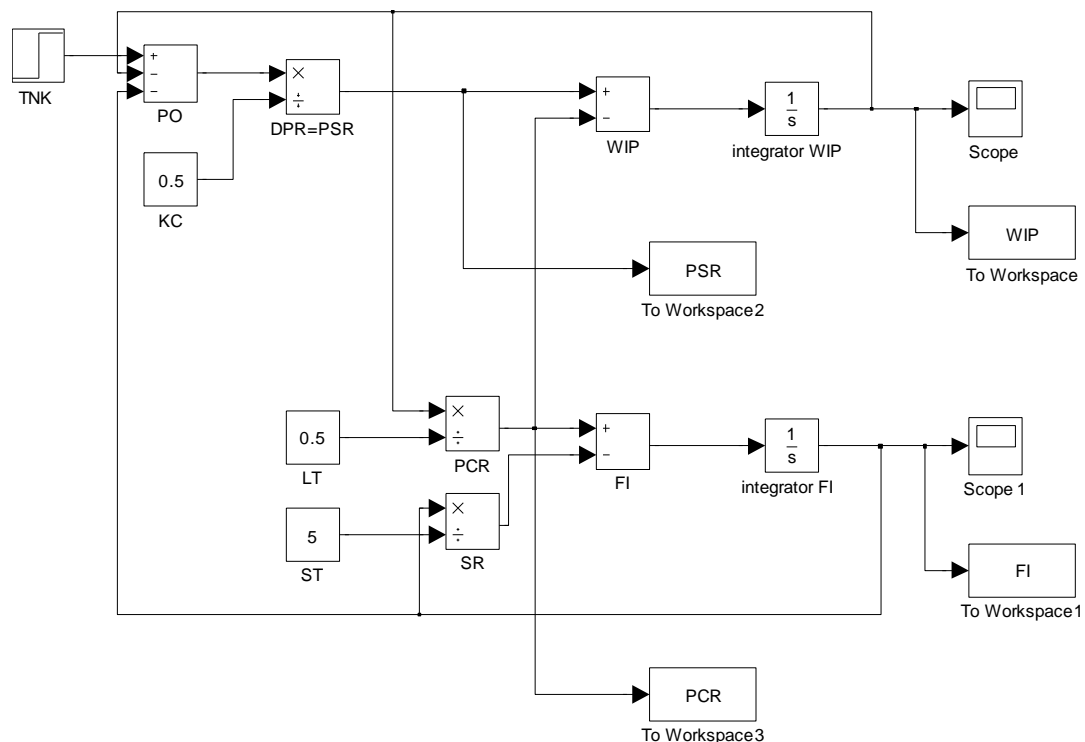 TNK
+
−
−
PO
×
÷
DPR=PSR
0.5
KC
+
−
WIP
1
s
integrator WIP
Scope
WIP
To Workspace
PSR
To Workspace2
0.5
LT
×
÷
PCR
+
−
FI
1
s
integrator FI
Scope 1
5
ST
×
÷
SR
FI
To Workspace1
PCR
To Workspace3